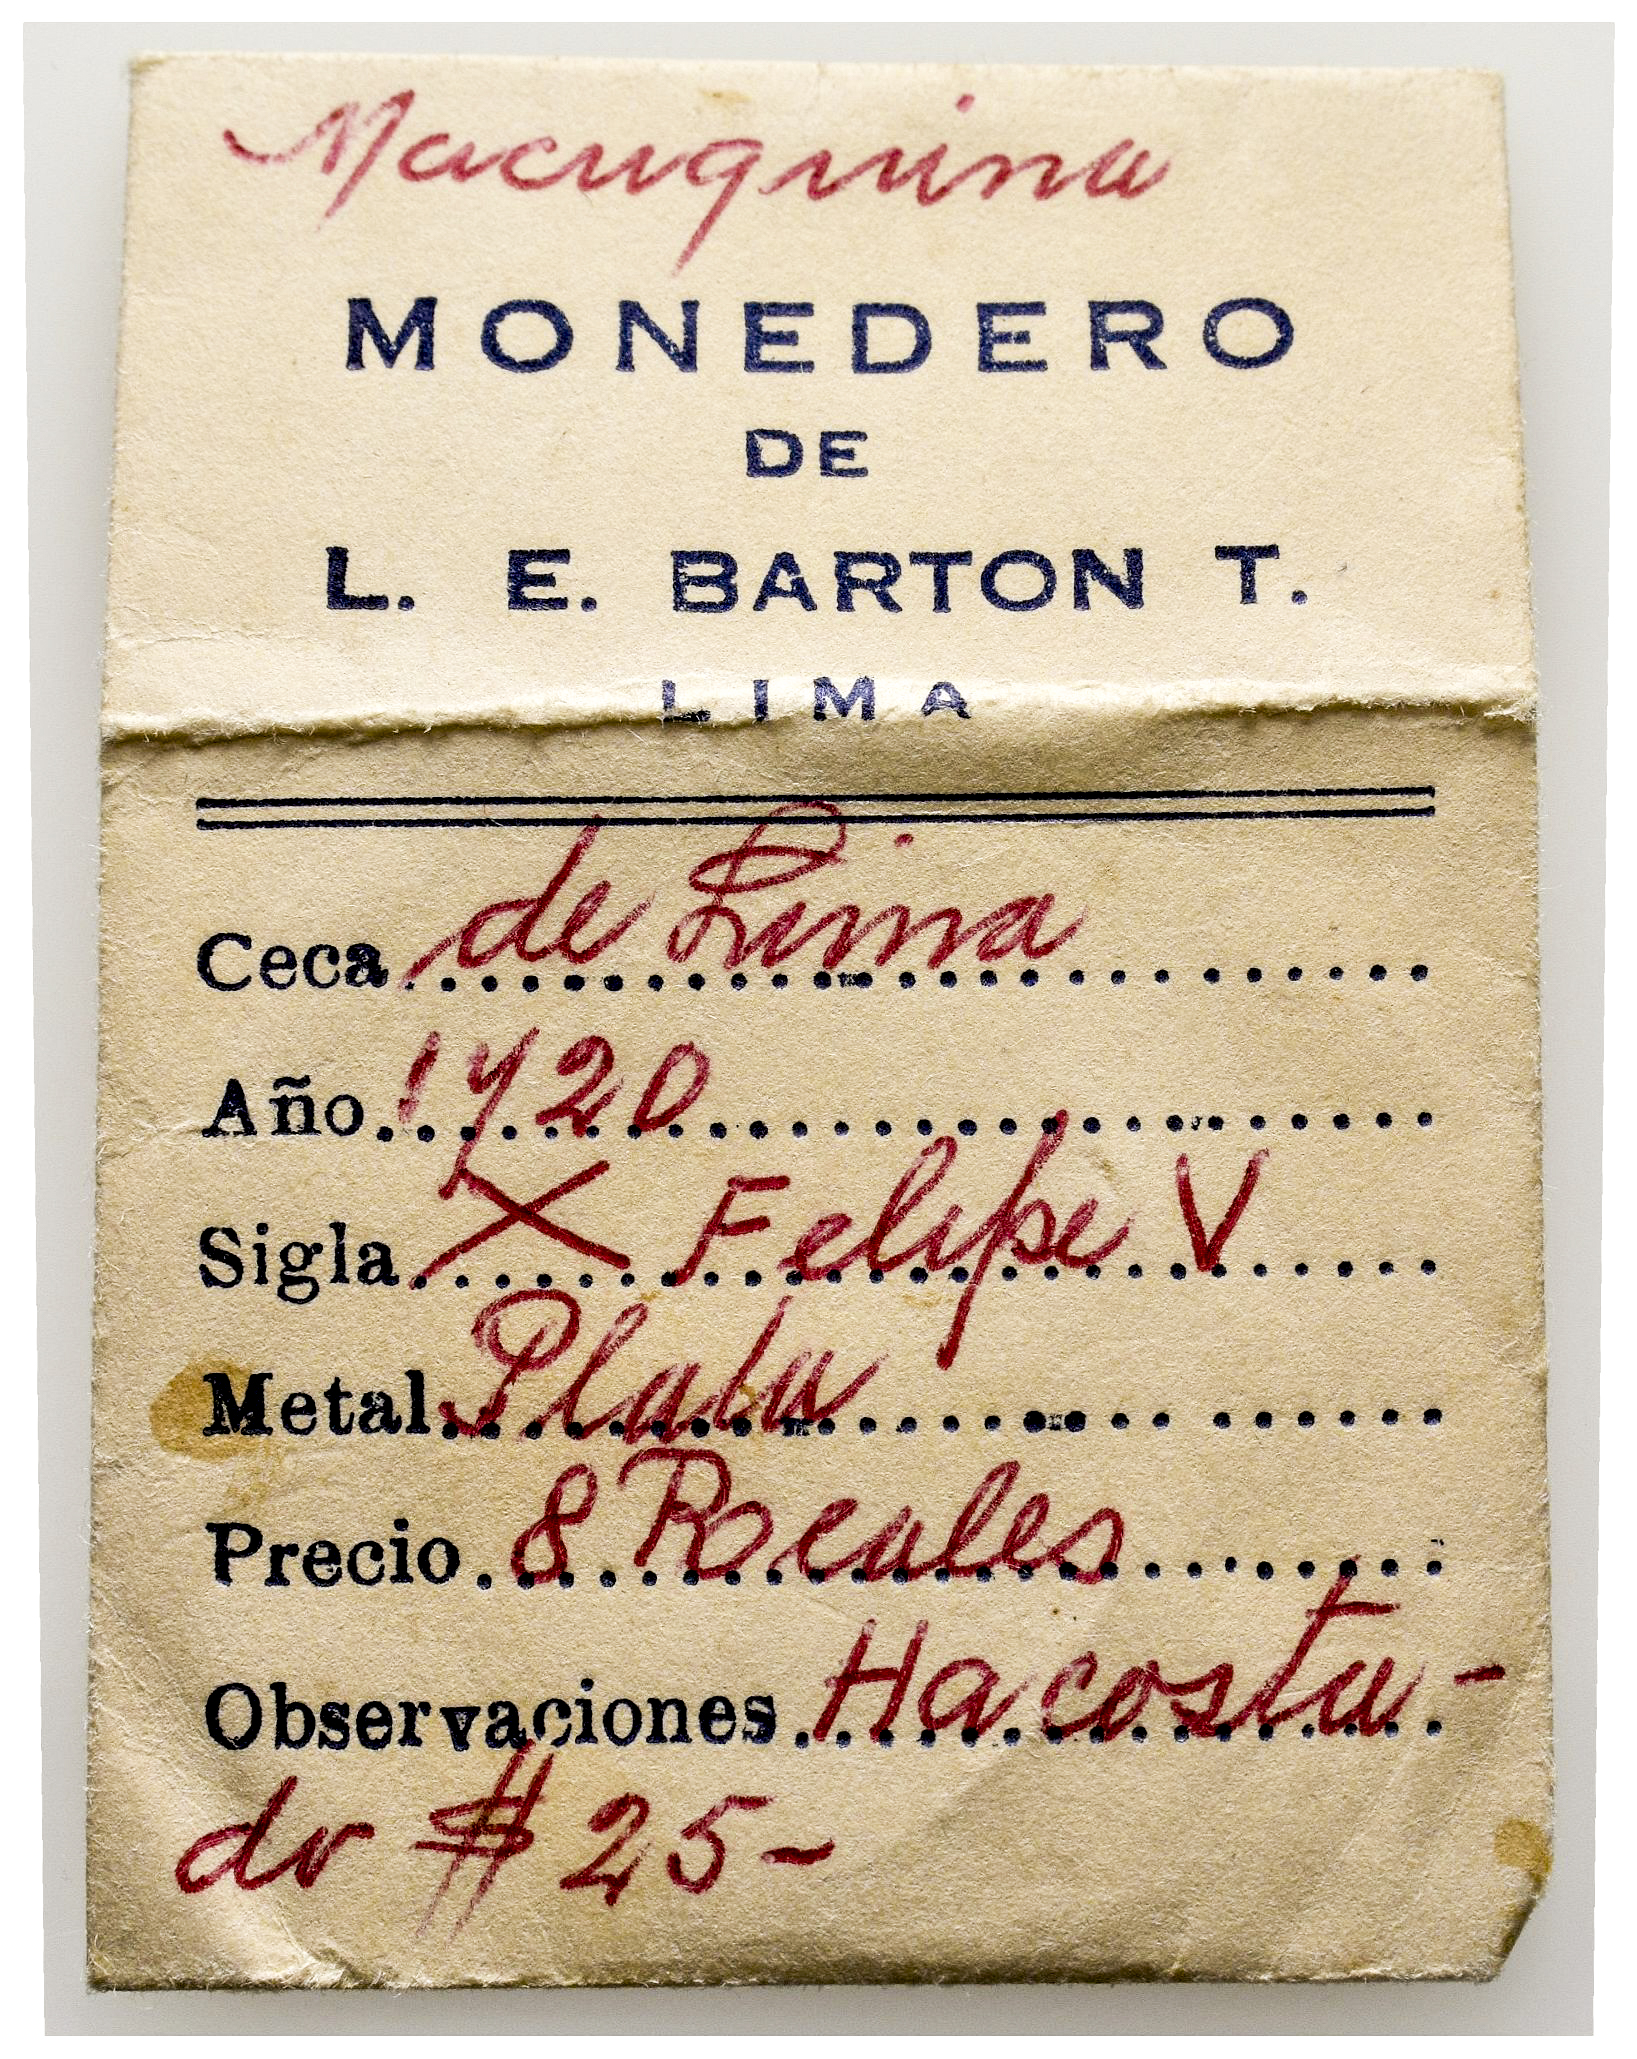 Macuquina
MONEDERO
DE
L. E. BARTON T.
LIMA
Ceca de Lima
Año 1720
Sigla X Felipe V
Metal Plata
Precio 8 Reales
Observaciones Ha costa-
do $ 25-